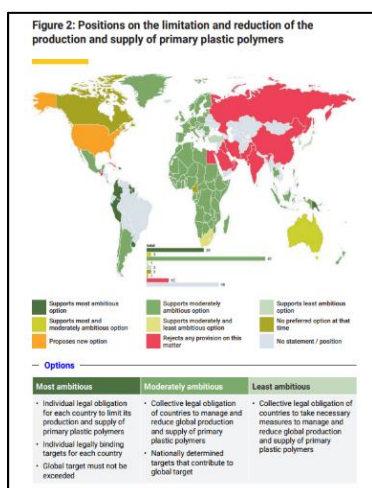 Figure 2: Positions on the limitation and reduction of the
production and supply of primary plastic polymers
Supports most ambitious
option
Supports moderately ambitious
option
Supports least ambitious
option
Supports most and
moderately ambitious option
Supports moderately and
least ambitious option
No preferred option at that
time
Proposes new option
Rejects any provision on this
matter
No statement / position
Options
Most ambitious
Moderately ambitious
Least ambitious
• Individual legal obligation
for each country to limit its
production and supply of
primary plastic polymers
• Individual legally binding
targets for each country
• Global target must not be
exceeded
• Collective legal obligation
of countries to manage and
reduce global production
and supply of primary
plastic polymers
• Nationally determined
targets that contribute to
global target
• Collective legal obligation of
countries to take necessary
measures to manage and
reduce global production
and supply of primary
plastic polymers